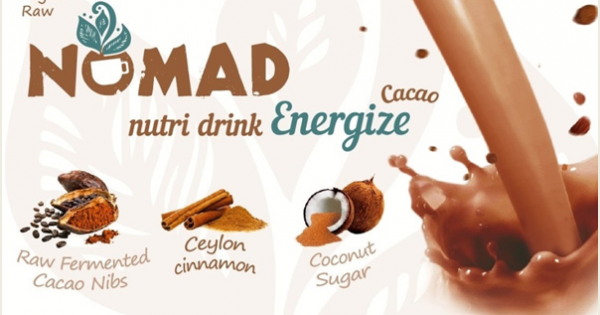 Raw
NOMAD
Cacao
nutri drink Energize
Raw Fermented
Cacao Nibs
Ceylon
cinnamon
Coconut
Sugar